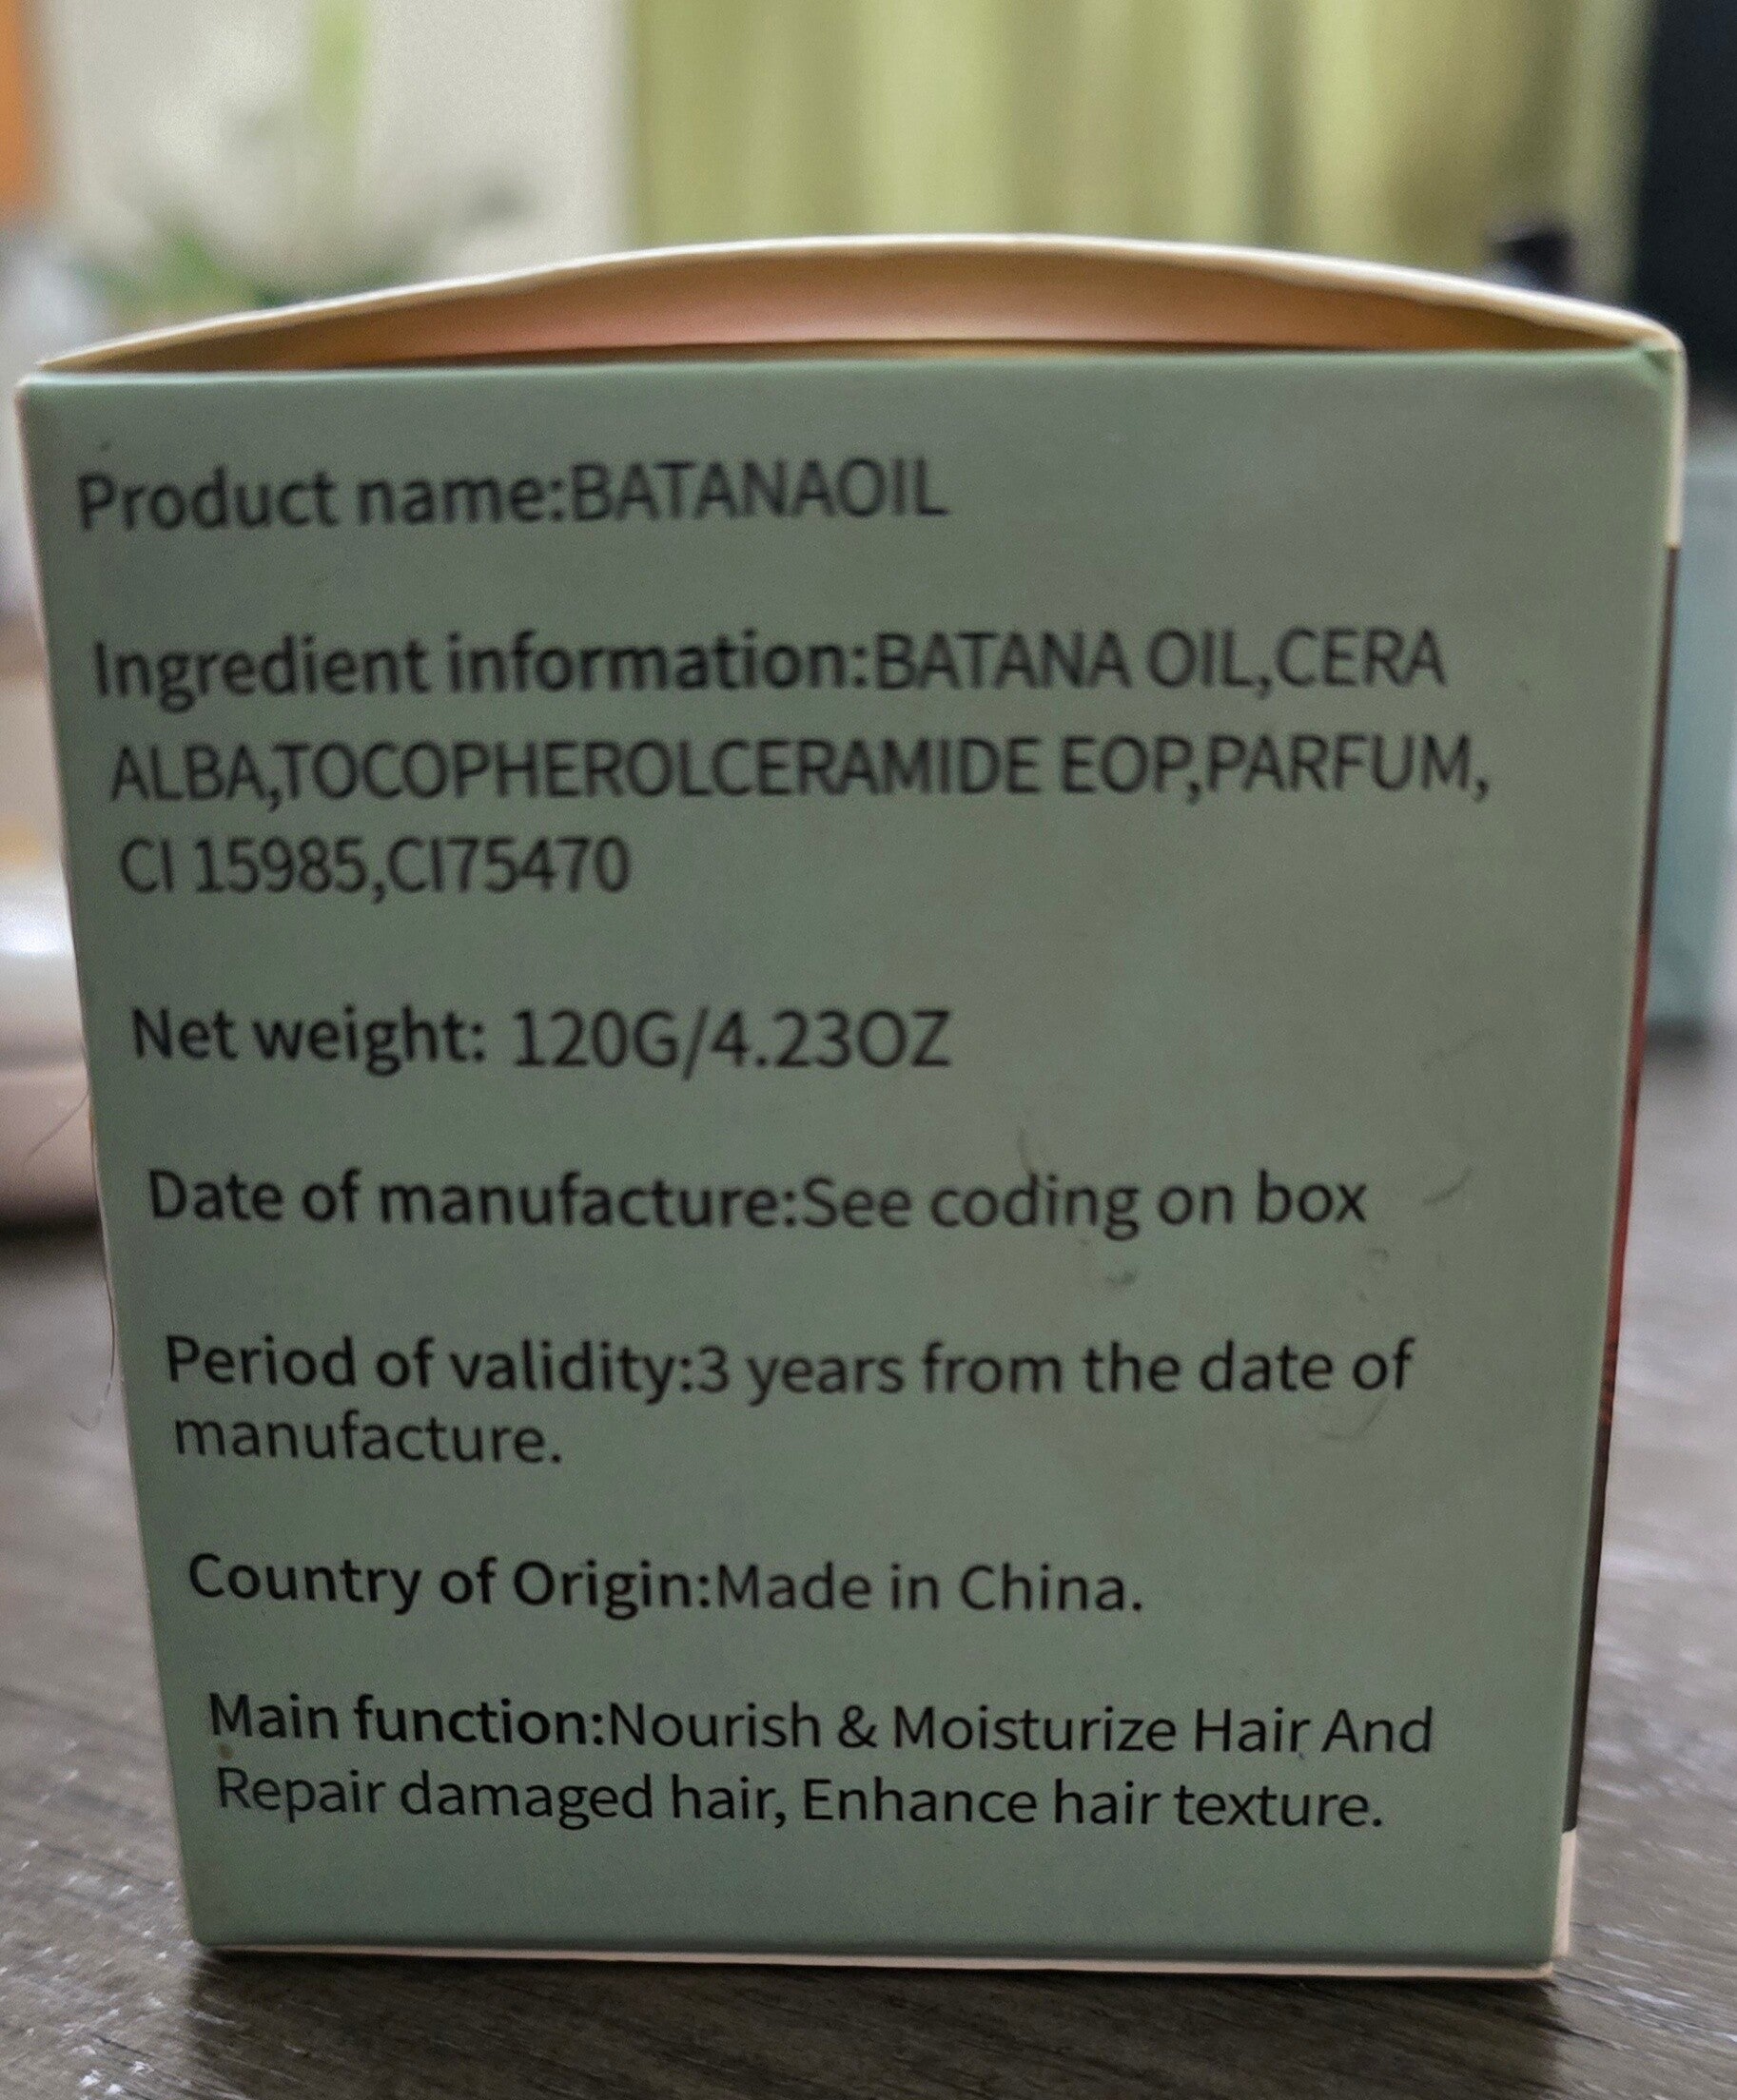 Product name:BATANAOIL
Ingredient information:BATANA OIL,CERA
ALBA,TOCOPHEROLCERAMIDE EOP,PARFUM,
CI 15985,CI75470
Net weight: 120G/4.23OZ
Date of manufacture:See coding on box
Period of validity:3 years from the date of
manufacture.
Country of Origin:Made in China.
Main function:Nourish & Moisturize Hair And
Repair damaged hair, Enhance hair texture.